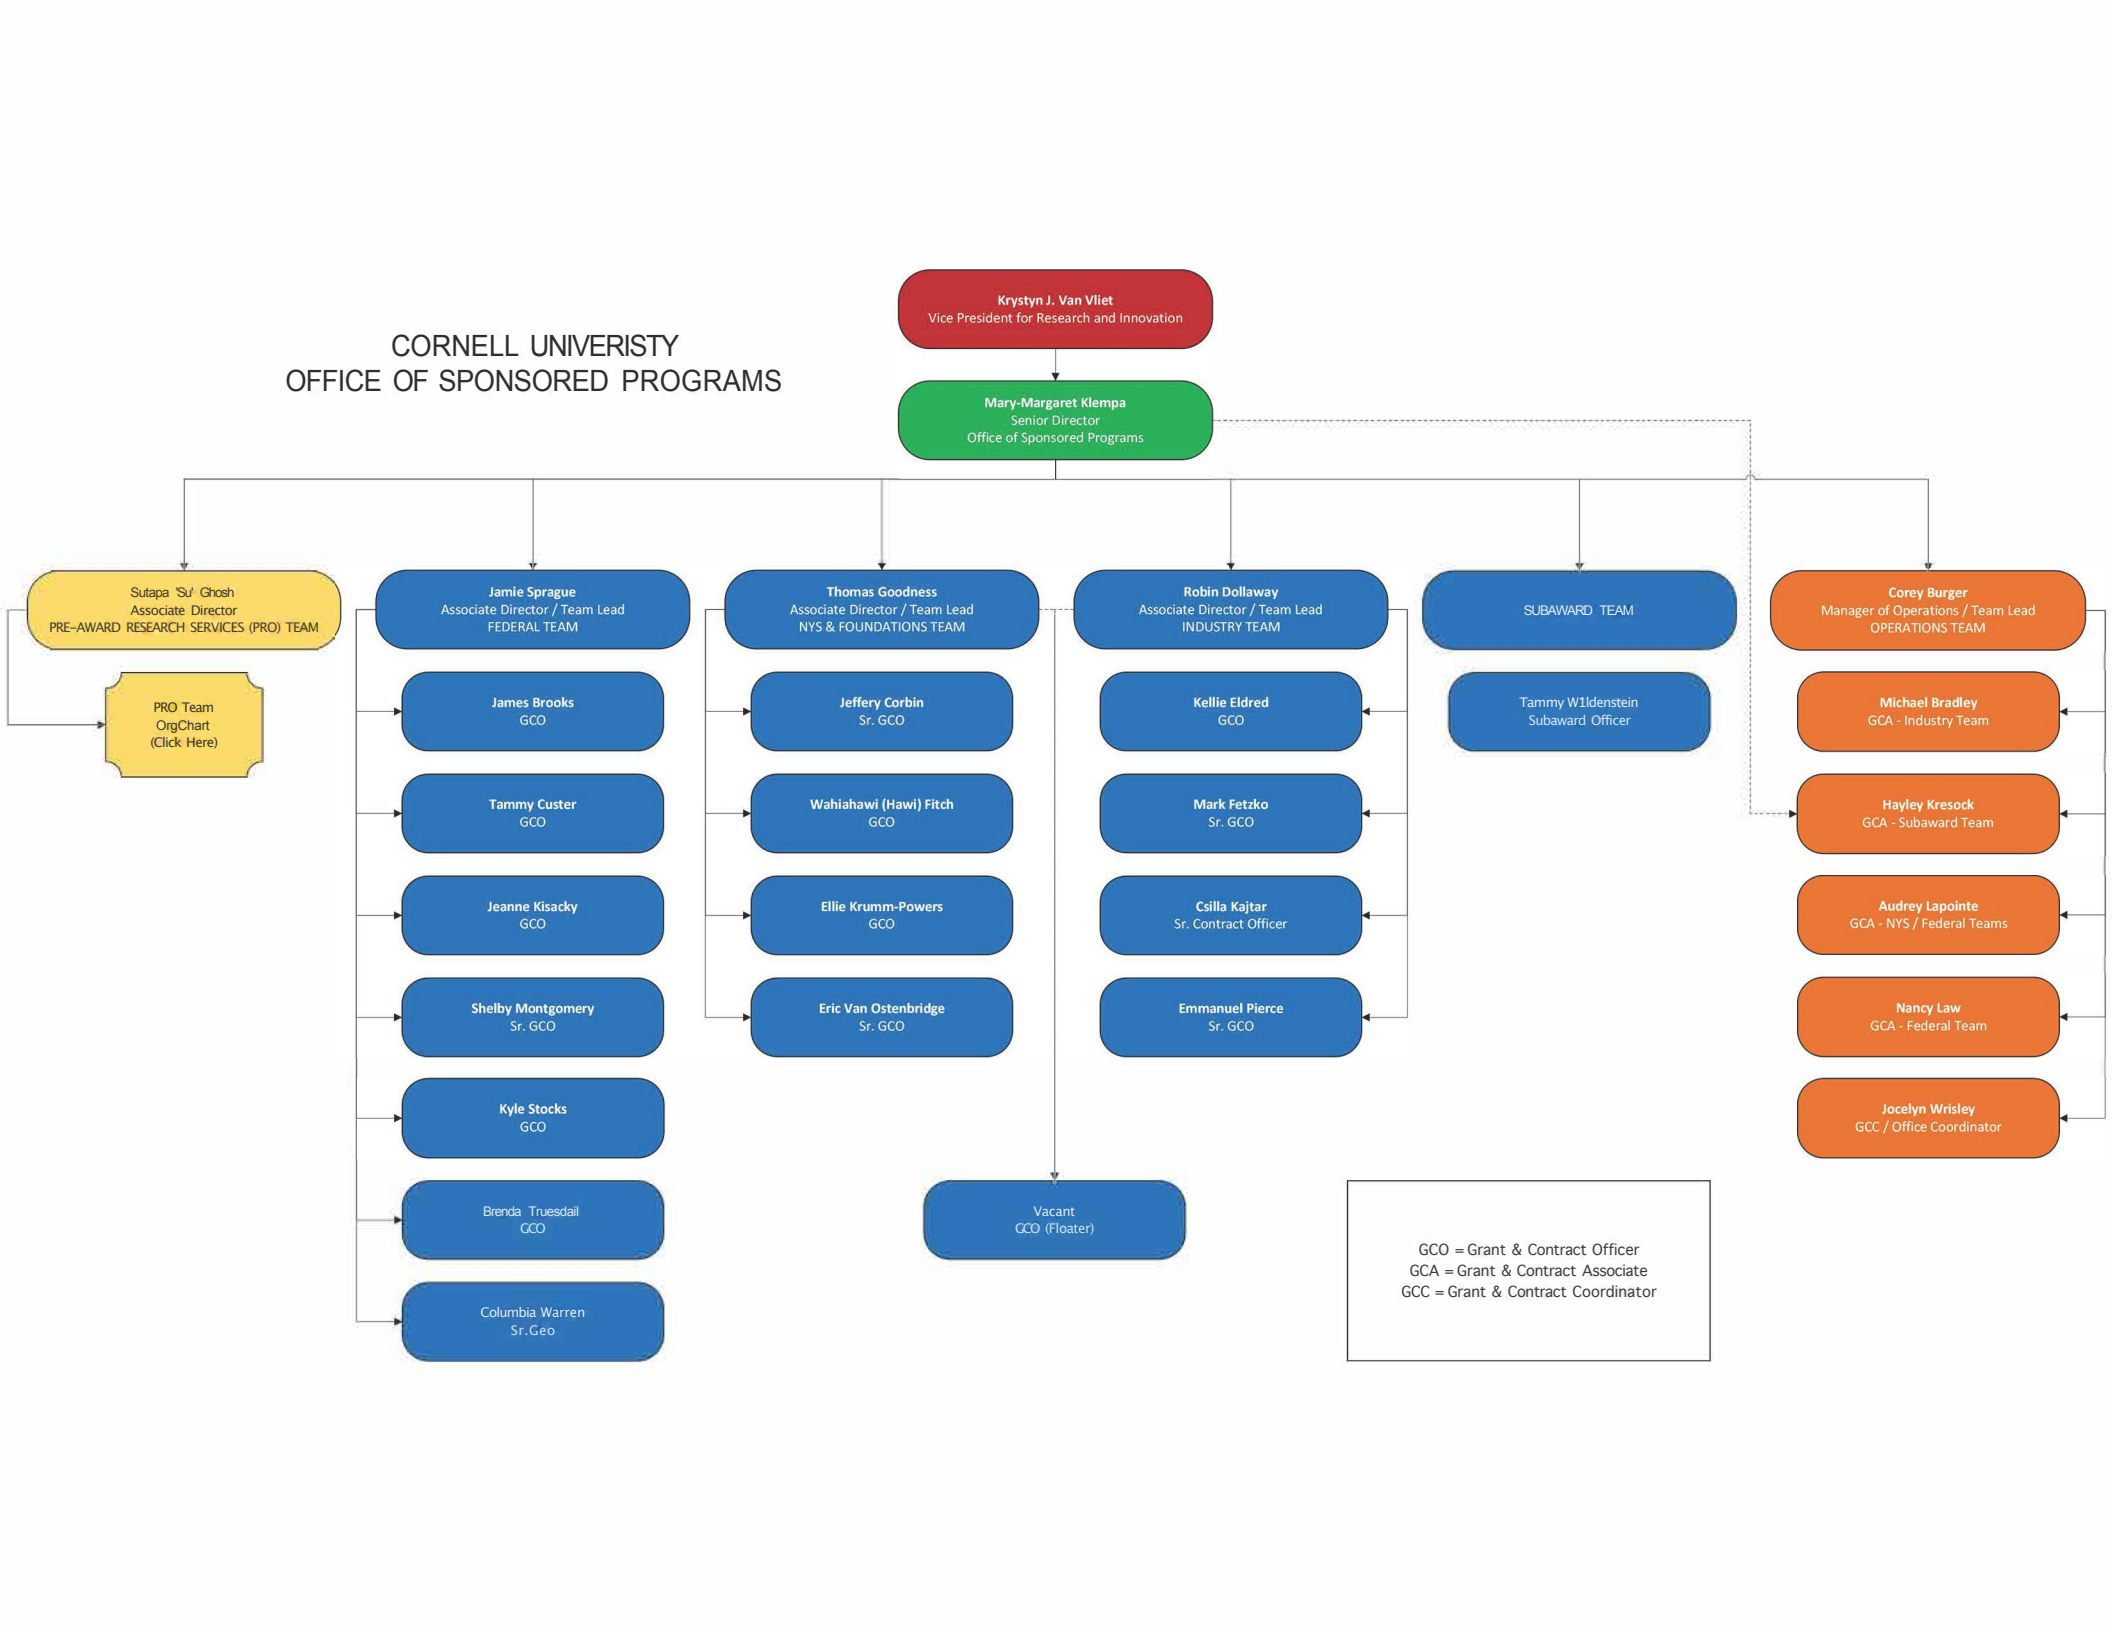 CORNELL UNIVERISTY
OFFICE OF SPONSORED PROGRAMS
Krystyn J. Van Vliet
Vice President for Research and Innovation
Mary-Margaret Klempa
Senior Director
Office of Sponsored Programs
Sutapa 'Su' Ghosh
Associate Director
PRE-AWARD RESEARCH SERVICES (PRO) TEAM
PRO Team
OrgChart
(Click Here)
Jamie Sprague
Associate Director / Team Lead
FEDERAL TEAM
James Brooks
GCO
Tammy Custer
GCO
Jeanne Kisacky
GCO
Shelby Montgomery
Sr. GCO
Kyle Stocks
GCO
Brenda Truesdail
GCO
Columbia Warren
Sr.Geo
Thomas Goodness
Associate Director / Team Lead
NYS & FOUNDATIONS TEAM
Jeffery Corbin
Sr. GCO
Wahiahawi (Hawi) Fitch
GCO
Ellie Krumm-Powers
GCO
Eric Van Ostenbridge
Sr. GCO
Vacant
GCO (Floater)
Robin Dollaway
Associate Director / Team Lead
INDUSTRY TEAM
Kellie Eldred
GCO
Mark Fetzko
Sr. GCO
Csilla Kajtar
Sr. Contract Officer
Emmanuel Pierce
Sr. GCO
SUBAWARD TEAM
Tammy W1ldenstein
Subaward Officer
Corey Burger
Manager of Operations / Team Lead
OPERATIONS TEAM
Michael Bradley
GCA - Industry Team
Hayley Kresock
GCA - Subaward Team
Audrey Lapointe
GCA - NYS / Federal Teams
Nancy Law
GCA - Federal Team
Jocelyn Wrisley
GCC / Office Coordinator
GCO = Grant & Contract Officer
GCA = Grant & Contract Associate
GCC = Grant & Contract Coordinator